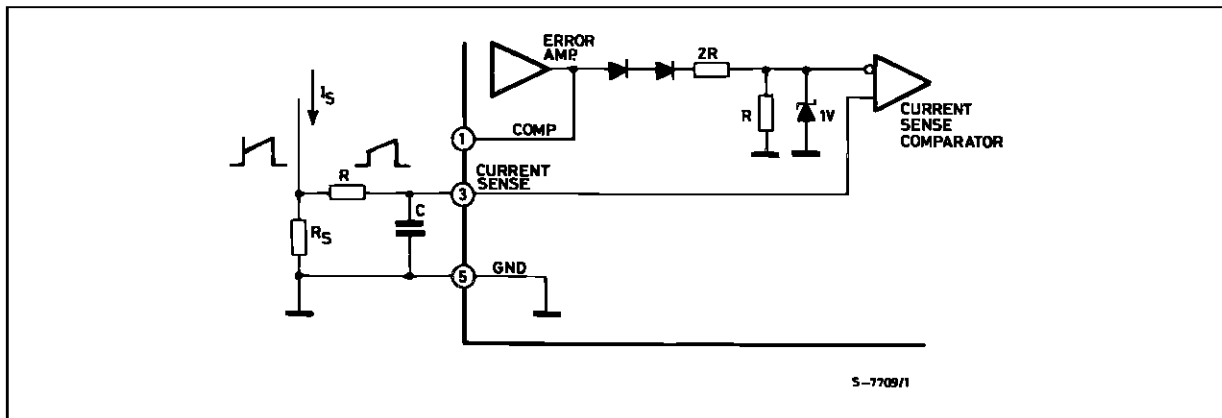 ERROR
AMP.
2R
IS
1
COMP
R
1V
CURRENT
SENSE
COMPARATOR
R
CURRENT
SENSE
3
C
RS
5
GND
S-7709/1